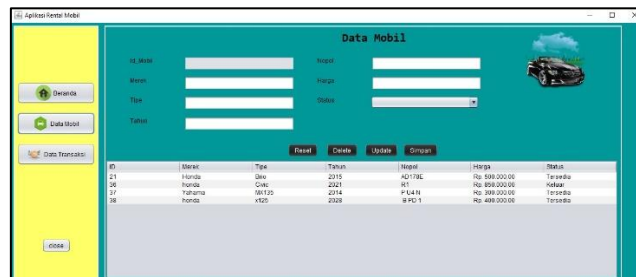 Aplikasi Rental Mobil
Data Mobil
Id_Mobil
Nopol
Merek
Harga
Tipe
Status
Tahun
Beranda
Data Mobil
Data Transaksi
close
Reset Delete Update Simpan
ID Merek Tipe Tahun Nopol Harga Status
21 Honda Brio 2015 AD178E Rp. 500.000,00 Tersedia
36 honda Civic 2021 R1 Rp. 850.000,00 Keluar
37 Yahama MX135 2014 P U4 N Rp. 300.000,00 Tersedia
38 honda x125 2028 B PD 1 Rp. 400.000,00 Tersedia